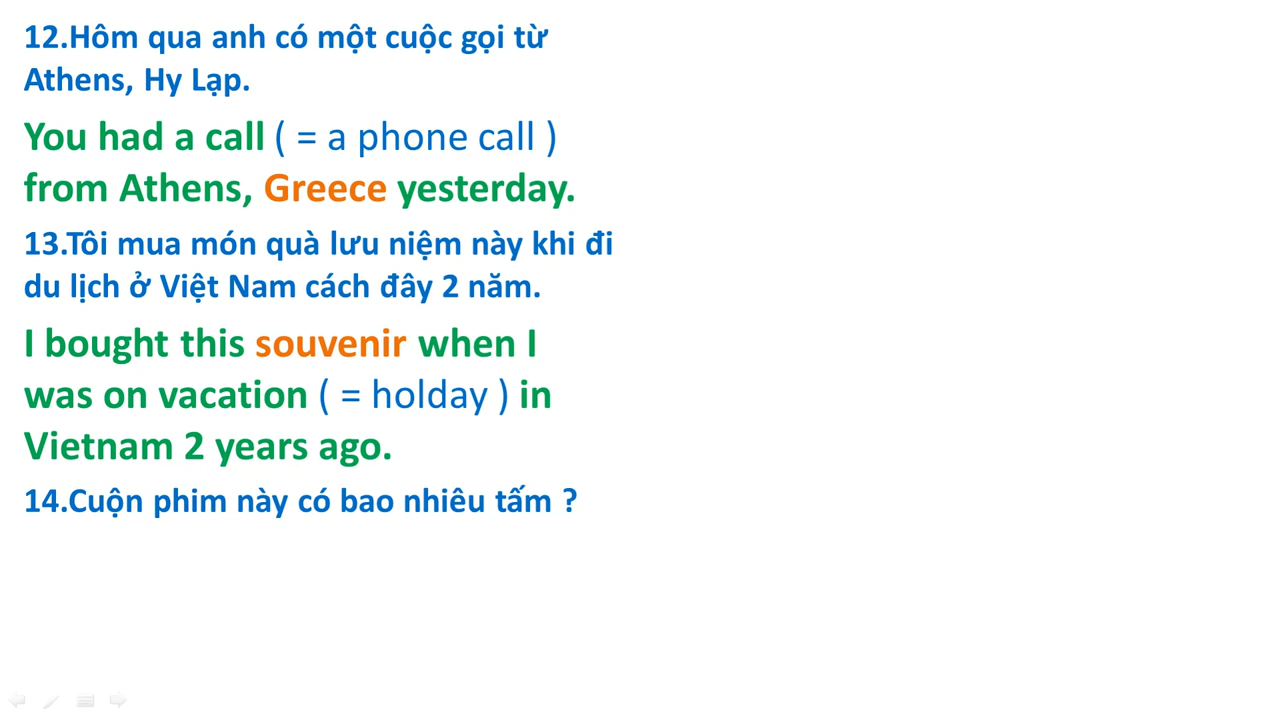 12.Hôm qua anh có một cuộc gọi từ
Athens, Hy Lạp.
You had a call ( = a phone call )
from Athens, Greece yesterday.
13.Tôi mua món quà lưu niệm này khi đi
du lịch ở Việt Nam cách đây 2 năm.
I bought this souvenir when I
was on vacation ( = holday ) in
Vietnam 2 years ago.
14.Cuộn phim này có bao nhiêu tấm ?